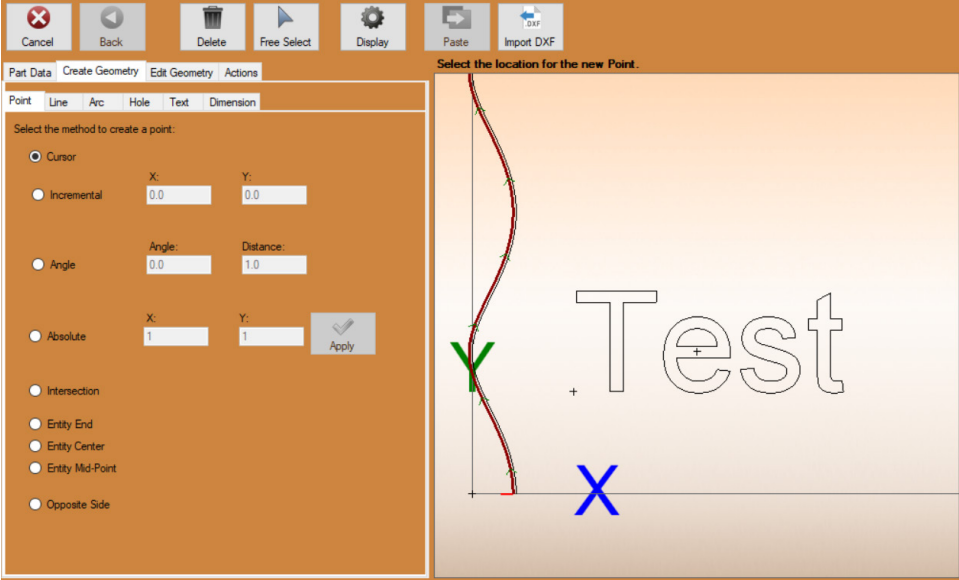 Cancel Back Delete Free Select Display Paste .DXF Import DXF
Part Data Create Geometry Edit Geometry Actions
Select the location for the new Point.
Point Line Arc Hole Text Dimension
Select the method to create a point:
Cursor
X: Y:
Incremental 0.0 0.0
Angle: Distance:
Angle 0.0 1.0
X: Y:
Absolute 1 1 Apply
Intersection
Entity End
Entity Center
Entity Mid-Point
Opposite Side
Test
Y
X